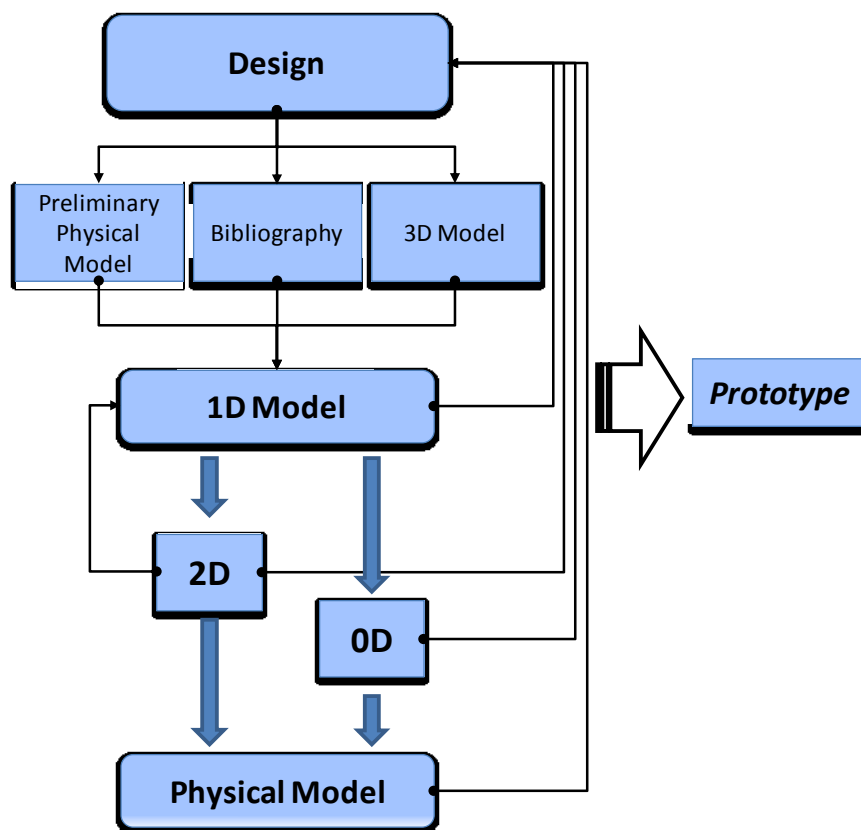 Design
Preliminary
Physical
Model
Bibliography
3D Model
1D Model
Prototype
2D
0D
Physical Model